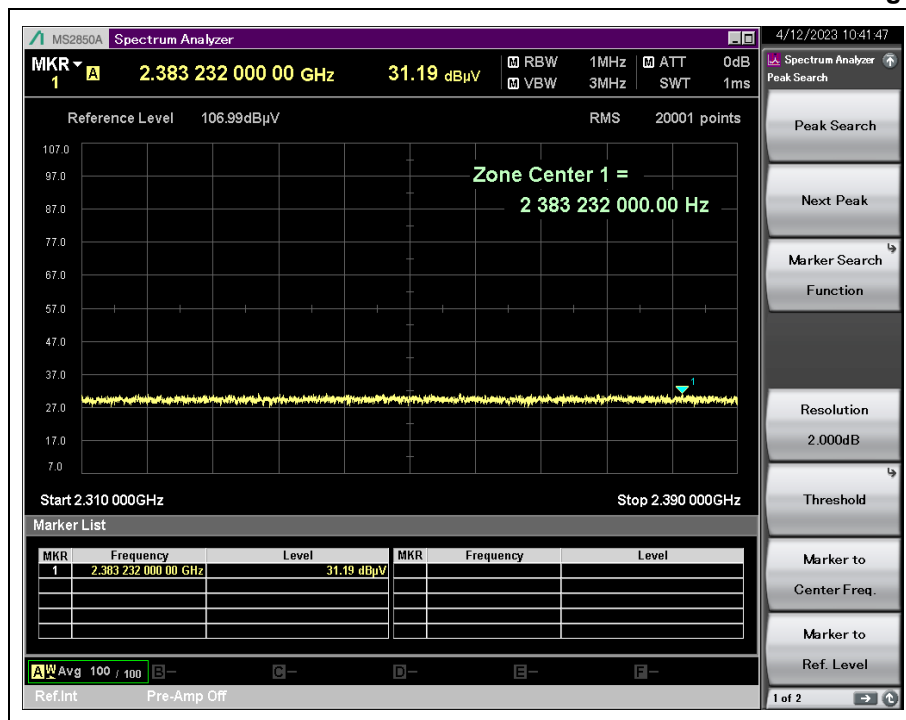 MS2850A Spectrum Analyzer
4/12/2023 10:41:47
MKR 1 A 2.383 232 000 00 GHz 31.19 dBµV
M RBW 1MHz M ATT 0dB
M VBW 3MHz SWT 1ms
Spectrum Analyzer
Peak Search
Reference Level 106.99dBµV RMS 20001 points
107.0
97.0
87.0
77.0
67.0
57.0
47.0
37.0
27.0
17.0
7.0
Zone Center 1 =
2 383 232 000.00 Hz
1
Start 2.310 000GHz Stop 2.390 000GHz
Marker List
MKR Frequency Level MKR Frequency Level
1 2.383 232 000 00 GHz 31.19 dBµV
A W Avg 100 / 100 B– C– D– E– F–
Ref.Int Pre-Amp Off
Peak Search
Next Peak
Marker Search
Function
Resolution
2.000dB
Threshold
Marker to
Center Freq.
Marker to
Ref. Level
1 of 2